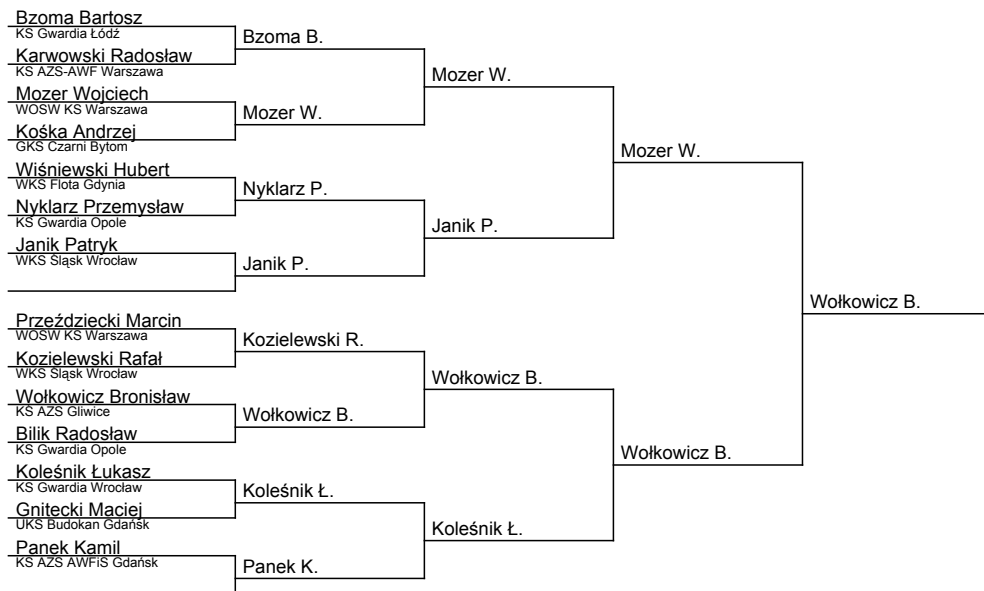 Bzoma Bartosz
KS Gwardia Łódź
Karwowski Radosław
KS AZS-AWF Warszawa
Mozer Wojciech
WOSW KS Warszawa
Kośka Andrzej
GKS Czarni Bytom
Wiśniewski Hubert
WKS Flota Gdynia
Nyklarz Przemysław
KS Gwardia Opole
Janik Patryk
WKS Śląsk Wrocław
Przeździecki Marcin
WOSW KS Warszawa
Kozielewski Rafał
WKS Śląsk Wrocław
Wołkowicz Bronisław
KS AZS Gliwice
Bilik Radosław
KS Gwardia Opole
Koleśnik Łukasz
KS Gwardia Wrocław
Gnitecki Maciej
UKS Budokan Gdańsk
Panek Kamil
KS AZS AWFiS Gdańsk
Bzoma B.
Mozer W.
Nyklarz P.
Janik P.
Kozielewski R.
Wołkowicz B.
Koleśnik Ł.
Panek K.
Mozer W.
Janik P.
Wołkowicz B.
Koleśnik Ł.
Mozer W.
Wołkowicz B.
Wołkowicz B.